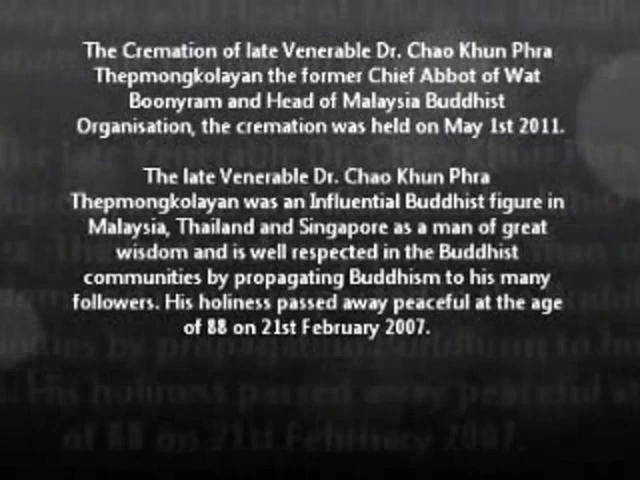 The Cremation of late Venerable Dr. Chao Khun Phra
Thepmongkolayan the former Chief Abbot of Wat
Boonyram and Head of Malaysia Buddhist
Organisation, the cremation was held on May 1st 2011.
The late Venerable Dr. Chao Khun Phra
Thepmongkolayan was an Influential Buddhist figure in
Malaysia, Thailand and Singapore as a man of great
wisdom and is well respected in the Buddhist
communities by propagating Buddhism to his many
followers. His holiness passed away peaceful at the age
of 88 on 21st February 2007.